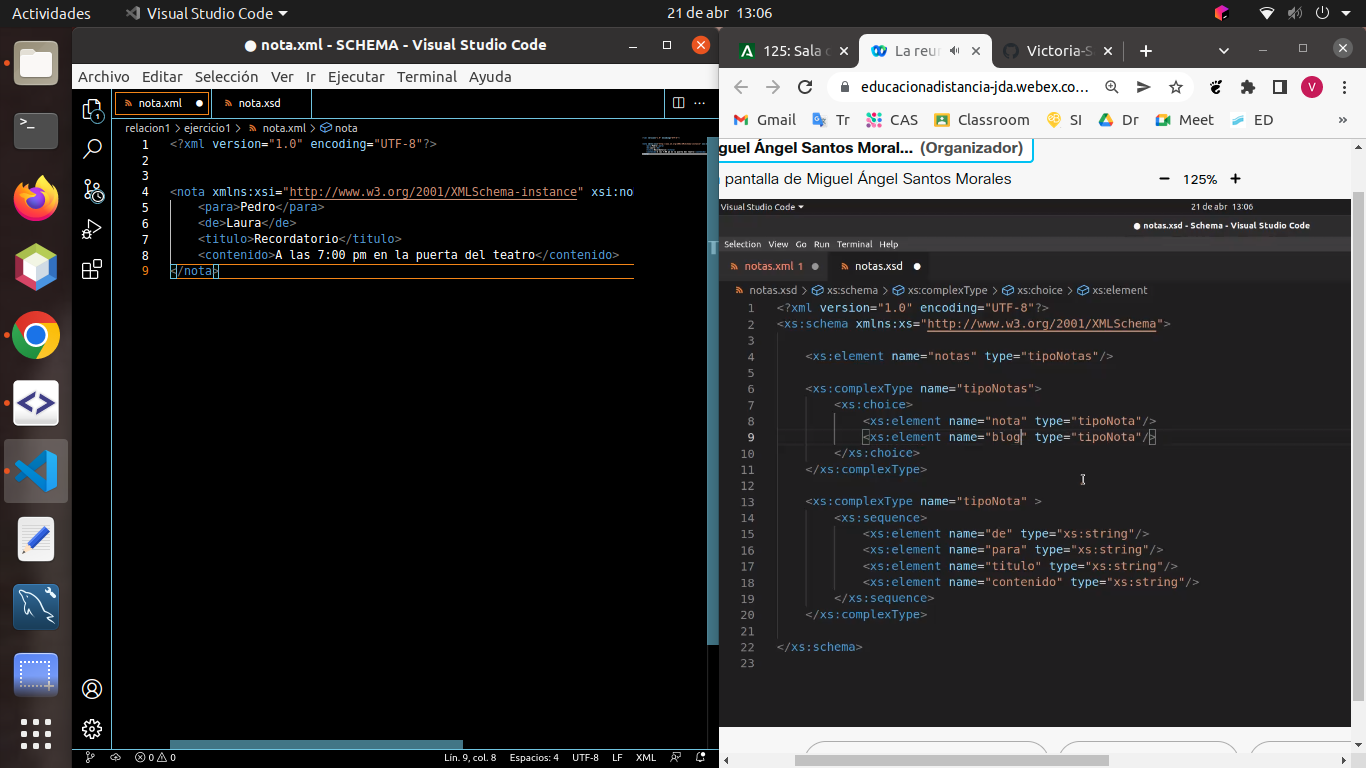 Actividades
Visual Studio Code
21 de abr 13:06
nota.xml - SCHEMA - Visual Studio Code
Archivo Editar Selección Ver Ir Ejecutar Terminal Ayuda
nota.xml
nota.xsd
relacion1 > ejercicio1 > nota.xml > nota
1 <?xml version="1.0" encoding="UTF-8"?>
2
3
4 <nota xmlns:xsi="http://www.w3.org/2001/XMLSchema-instance" xsi:no
5 <para>Pedro</para>
6 <de>Laura</de>
7 <titulo>Recordatorio</titulo>
8 <contenido>A las 7:00 pm en la puerta del teatro</contenido>
9 </nota>
1
0 0
Lín. 9, col. 8 Espacios: 4 UTF-8 LF XML
125: Sala
La reu
Victoria-S
educacionadistancia-jda.webex.co...
V
Gmail Tr CAS Classroom SI Dr Meet ED »
guel Ángel Santos Moral... (Organizador)
pantalla de Miguel Ángel Santos Morales
125%
Visual Studio Code
21 de abr 13:06
notas.xsd - Schema - Visual Studio Code
Selection View Go Run Terminal Help
notas.xml 1
notas.xsd
notas.xsd > xs:schema > xs:complexType > xs:choice > xs:element
1 <?xml version="1.0" encoding="UTF-8"?>
2 <xs:schema xmlns:xs="http://www.w3.org/2001/XMLSchema">
3
4 <xs:element name="notas" type="tipoNotas"/>
5
6 <xs:complexType name="tipoNotas">
7 <xs:choice>
8 <xs:element name="nota" type="tipoNota"/>
9 <xs:element name="blog" type="tipoNota"/>
10 </xs:choice>
11 </xs:complexType>
12
13 <xs:complexType name="tipoNota" >
14 <xs:sequence>
15 <xs:element name="de" type="xs:string"/>
16 <xs:element name="para" type="xs:string"/>
17 <xs:element name="titulo" type="xs:string"/>
18 <xs:element name="contenido" type="xs:string"/>
19 </xs:sequence>
20 </xs:complexType>
21
22 </xs:schema>
23